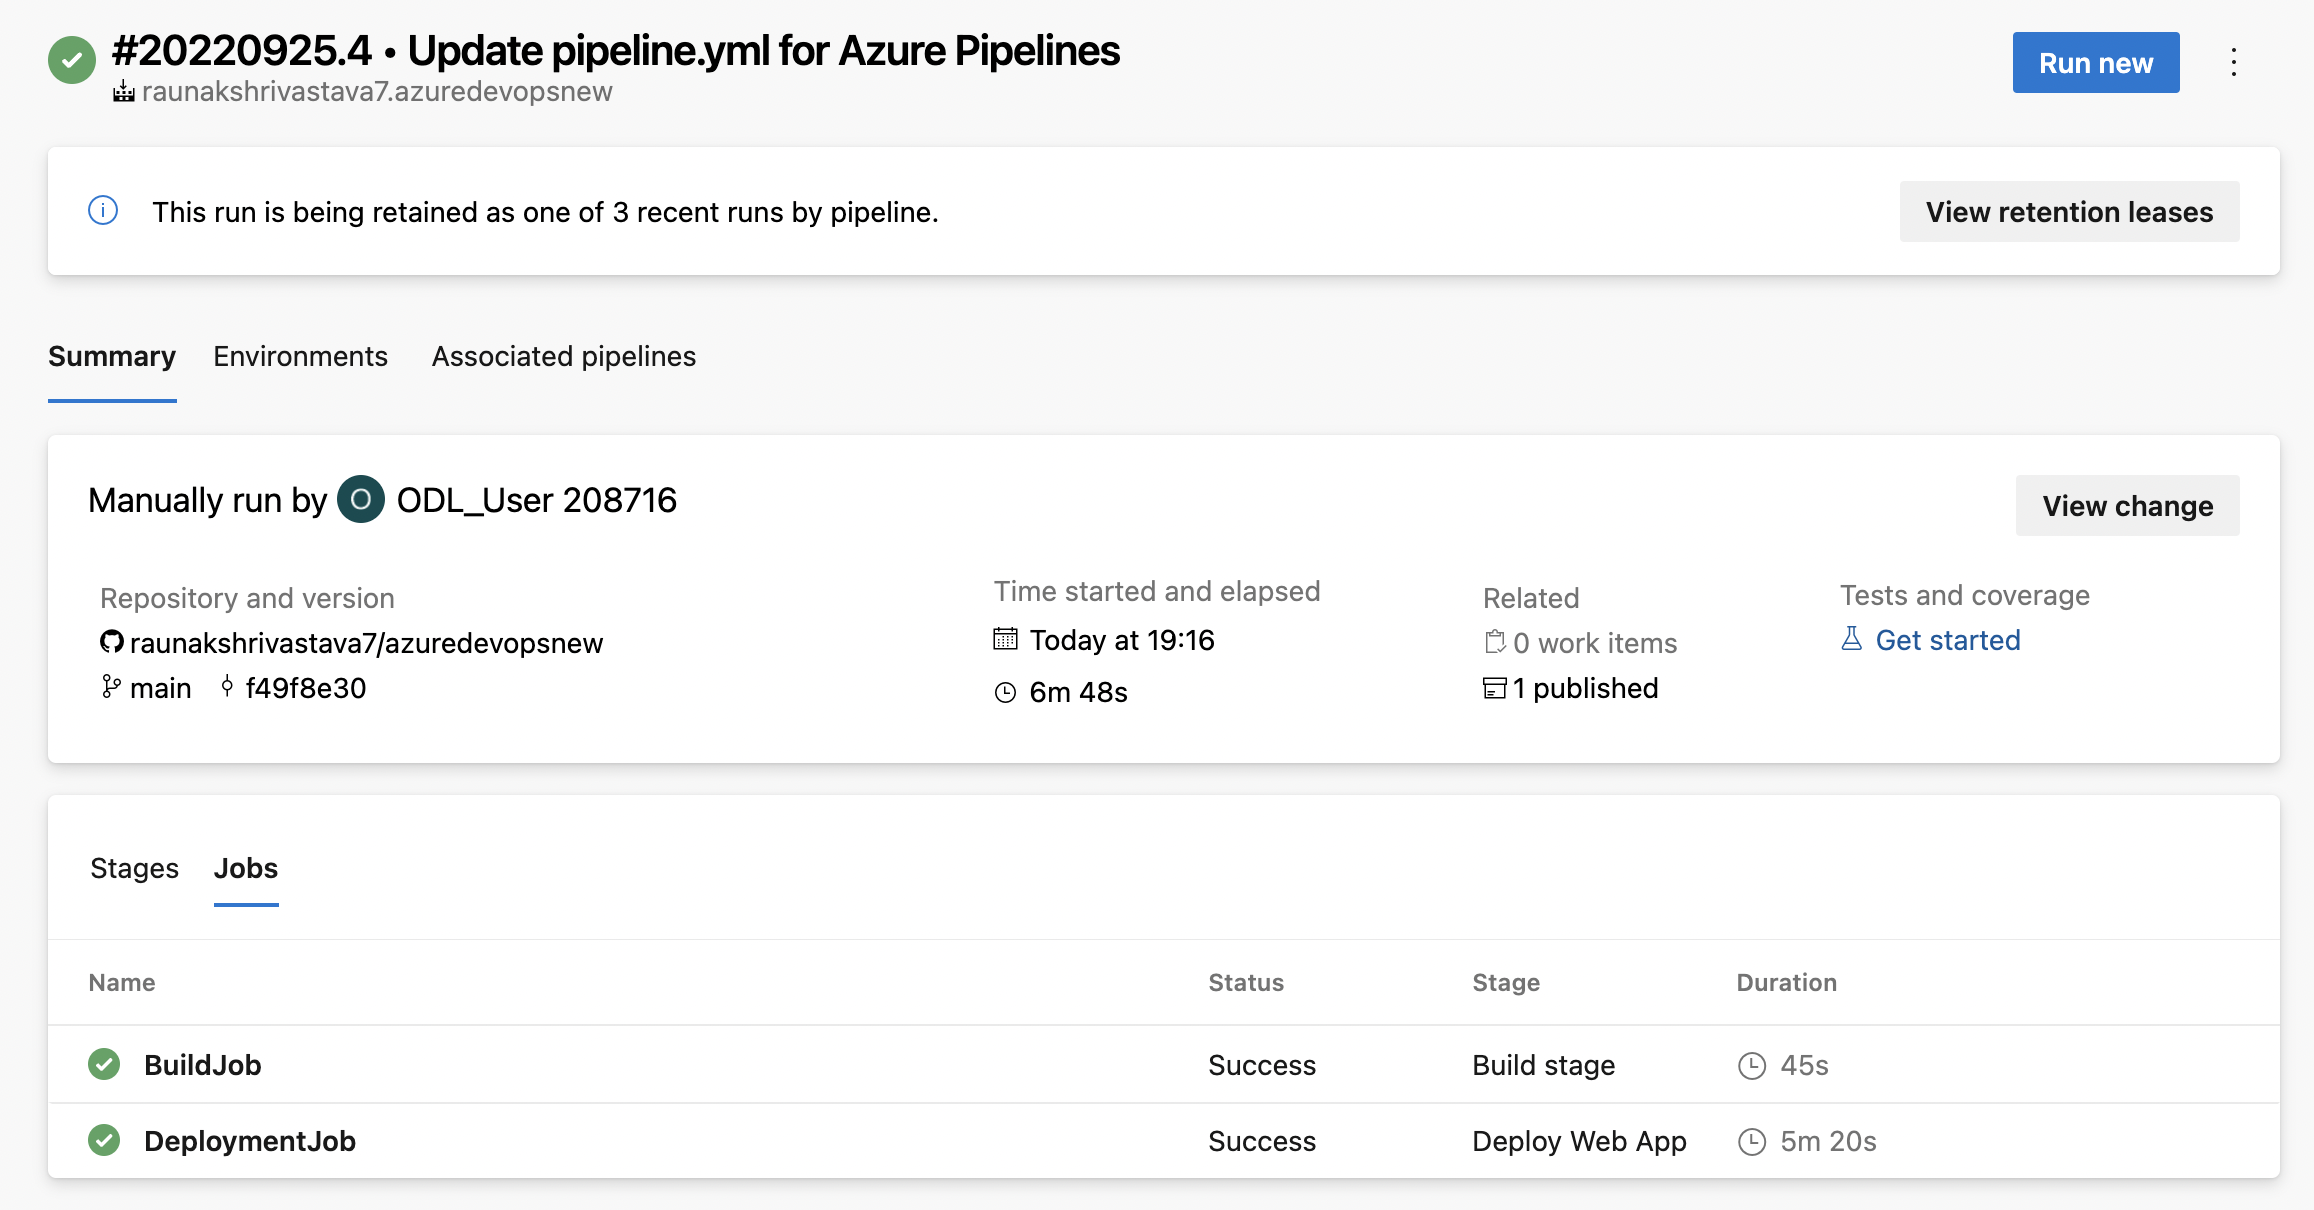 #20220925.4 • Update pipeline.yml for Azure Pipelines
raunakshrivastava7.azuredevopsnew
Run new
This run is being retained as one of 3 recent runs by pipeline.
View retention leases
Summary Environments Associated pipelines
Manually run by O ODL_User 208716
View change
Repository and version
raunakshrivastava7/azuredevopsnew
main f49f8e30
Time started and elapsed
Today at 19:16
6m 48s
Related
0 work items
1 published
Tests and coverage
Get started
Stages Jobs
Name Status Stage Duration
BuildJob Success Build stage 45s
DeploymentJob Success Deploy Web App 5m 20s